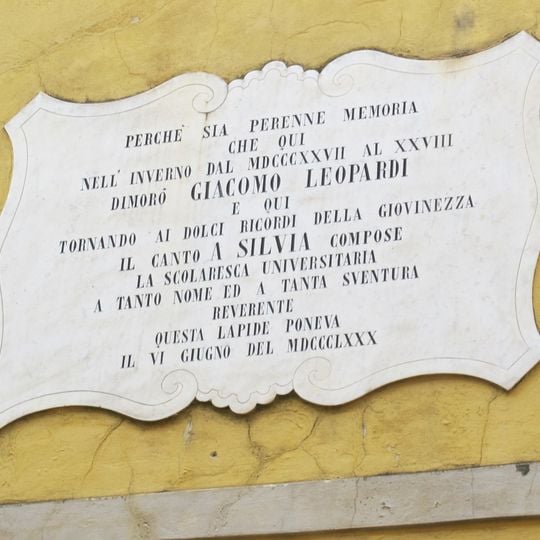 PERCHE SIA PERENNE MEMORIA
CHE QUI
NELL' INVERNO DAL MDCCCXXVII AL XXVIII
DIMORÒ GIACOMO LEOPARDI
E QUI
TORNANDO AI DOLCI RICORDI DELLA GIOVINEZZA
IL CANTO A SILVIA COMPOSE
LA SCOLARESCA UNIVERSITARIA
A TANTO NOME ED A TANTA SVENTURA
REVERENTE
QUESTA LAPIDE PONEVA
IL VI GIUGNO DEL MDCCCLXXX